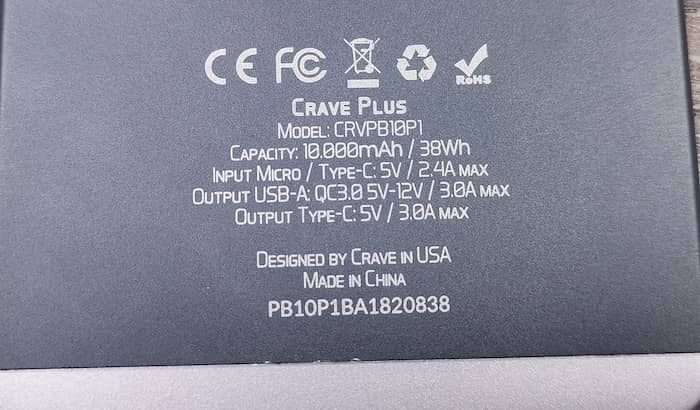 CE FC
RoHS
Crave Plus
Model: CRVPB10P1
Capacity: 10.000mAh / 38Wh
Input Micro / Type-C: 5V / 2.4A max
Output USB-A: QC3.0 5V-12V / 3.0A max
Output Type-C: 5V / 3.0A max
Designed by Crave in USA
Made in China
PB10P1BA1820838